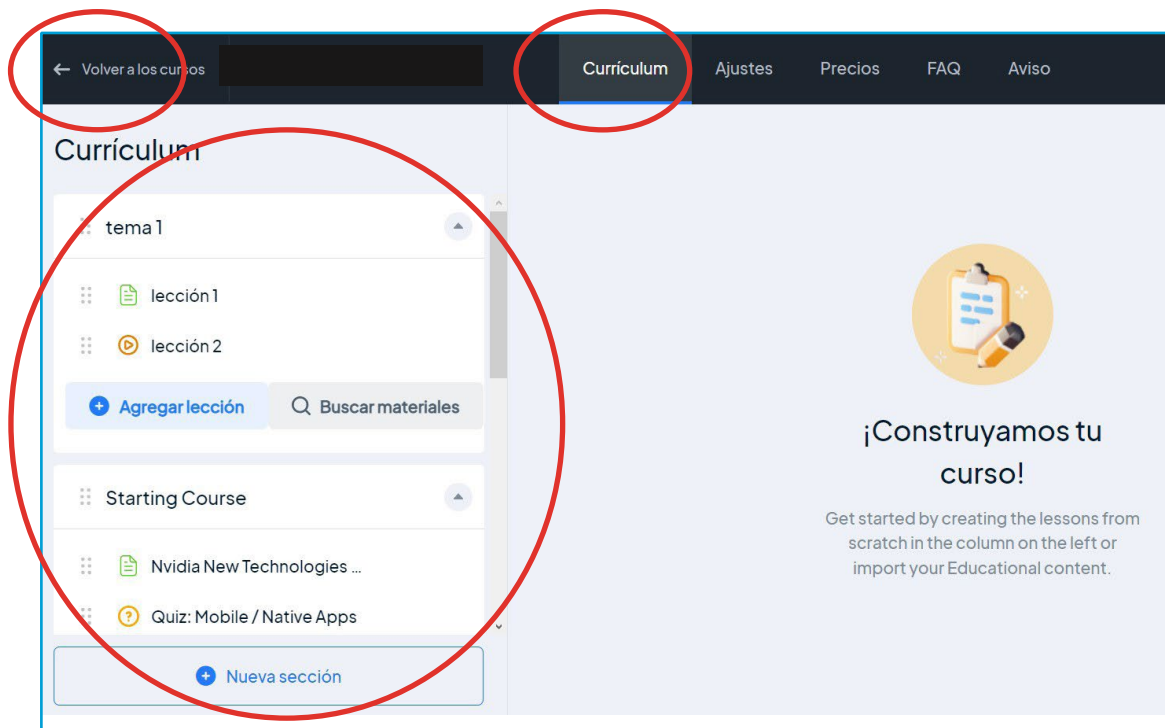 Volver a los cursos
Currículum Ajustes Precios FAQ Aviso
Currículum
tema 1
lección 1
lección 2
Agregar lección Buscar materiales
Starting Course
Nvidia New Technologies ...
Quiz: Mobile / Native Apps
Nueva sección
¡Construyamos tu
curso!
Get started by creating the lessons from
scratch in the column on the left or
import your Educational content.